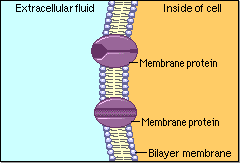 Extracellular fluid
Inside of cell
Membrane protein
Membrane protein
Bilayer membrane